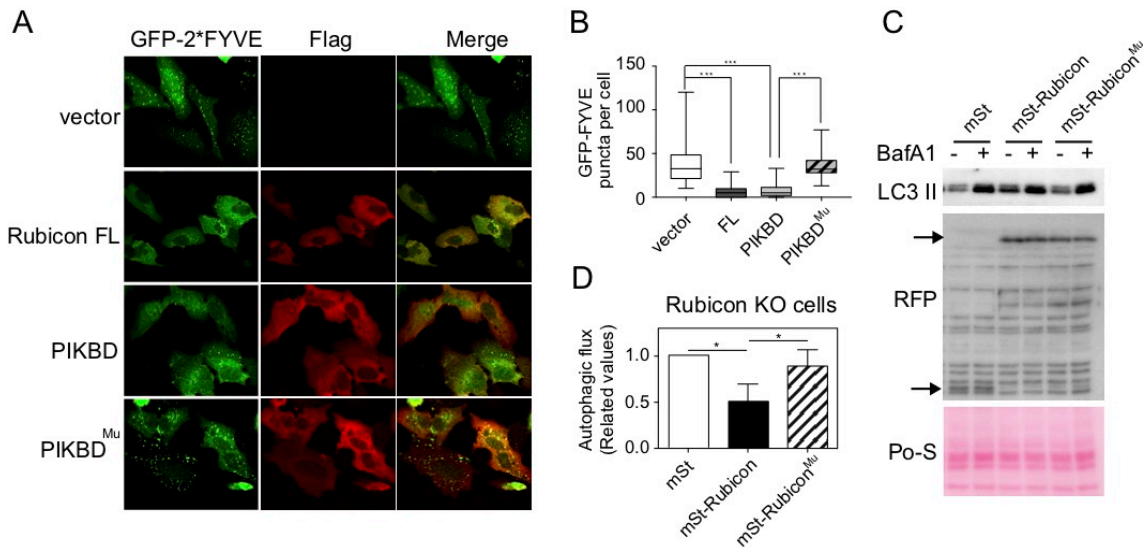 A
GFP-2*FYVE
Flag
Merge
vector
Rubicon FL
PIKBD
PIKBD^Mu
B
GFP-FYVE
puncta per cell
150
100
50
0
***
***
***
vector
FL
PIKBD
PIKBD^Mu
C
mSt
mSt-Rubicon
mSt-Rubicon^Mu
BafA1
- + - + - +
LC3 II
RFP
Po-S
D
Rubicon KO cells
Autophagic flux
(Related values)
1.0
0.5
0.0
*
*
mSt
mSt-Rubicon
mSt-Rubicon^Mu